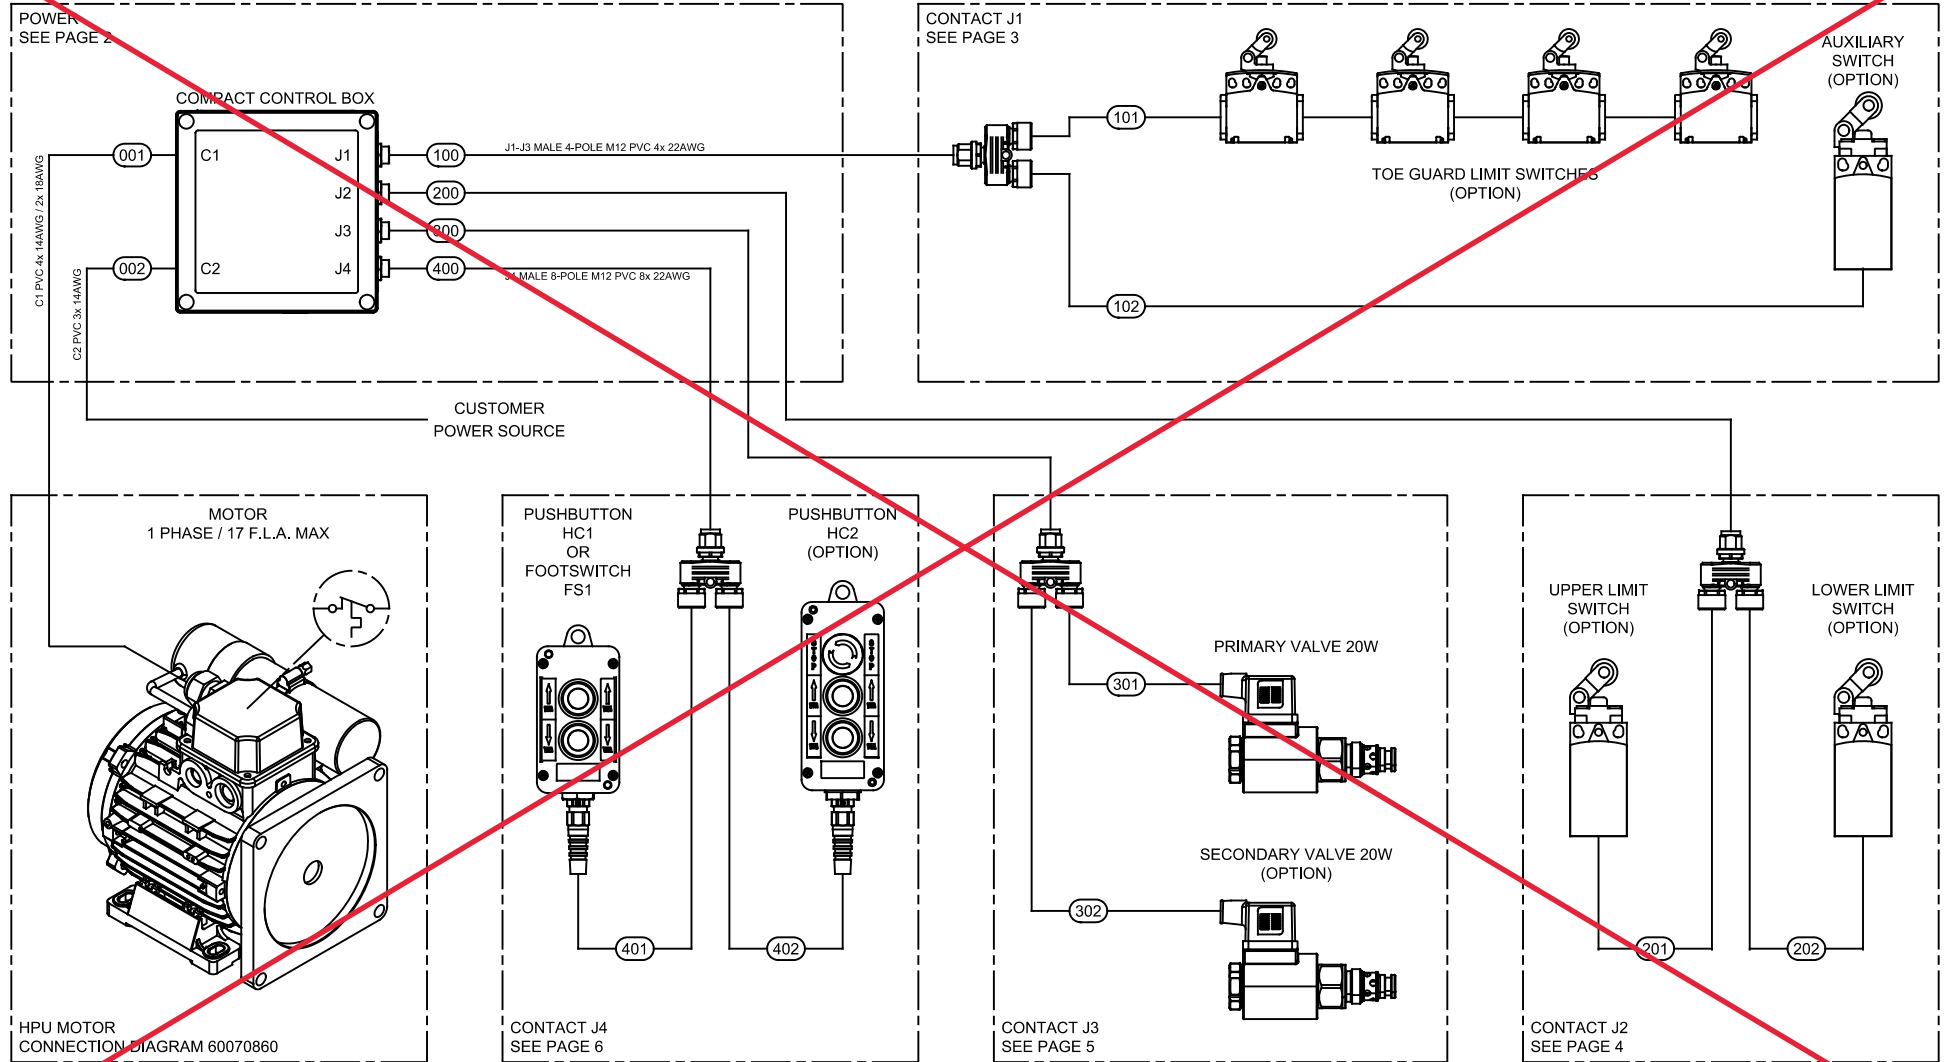 POWER
SEE PAGE 2
COMPACT CONTROL BOX
001
C1
J1
100
J1-J3 MALE 4-POLE M12 PVC 4x 22AWG
J2
200
J3
300
002
C2
J4
400
J4 MALE 8-POLE M12 PVC 8x 22AWG
C1 PVC 4x 14AWG / 2x 18AWG
C2 PVC 3x 14AWG
CUSTOMER
POWER SOURCE
CONTACT J1
SEE PAGE 3
101
TOE GUARD LIMIT SWITCHES
(OPTION)
AUXILIARY
SWITCH
(OPTION)
102
MOTOR
1 PHASE / 17 F.L.A. MAX
HPU MOTOR
CONNECTION DIAGRAM 60070860
PUSHBUTTON
HC1
OR
FOOTSWITCH
FS1
PUSHBUTTON
HC2
(OPTION)
STOP
STOP
401
402
CONTACT J4
SEE PAGE 6
PRIMARY VALVE 20W
301
SECONDARY VALVE 20W
(OPTION)
302
CONTACT J3
SEE PAGE 5
UPPER LIMIT
SWITCH
(OPTION)
LOWER LIMIT
SWITCH
(OPTION)
201
202
CONTACT J2
SEE PAGE 4